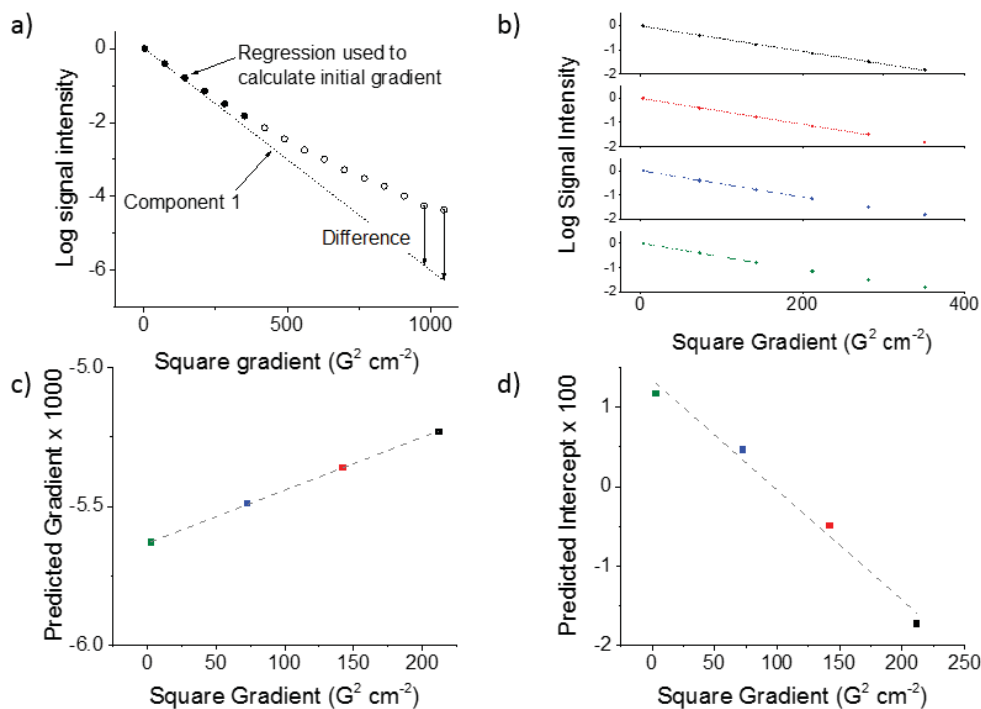 a)
Log signal intensity
0
-2
-4
-6
Regression used to
calculate initial gradient
Component 1
Difference
0
500
1000
Square gradient (G² cm⁻²)
b)
Log Signal Intensity
0
-1
-2
0
-1
-2
0
-1
-2
0
-1
-2
0
200
400
Square Gradient (G² cm⁻²)
c)
Predicted Gradient x 1000
-5.0
-5.5
-6.0
0
50
100
150
200
Square Gradient (G² cm⁻²)
d)
Predicted Intercept x 100
1
0
-1
-2
0
50
100
150
200
250
Square Gradient (G² cm⁻²)